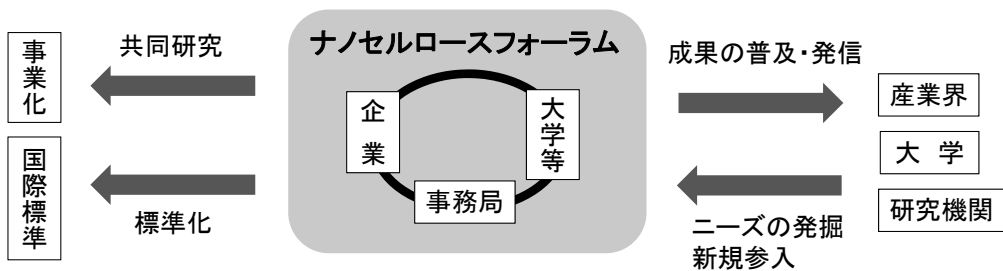 事業化
国際標準
共同研究
標準化
ナノセルロースフォーラム
企業
大学等
事務局
成果の普及・発信
ニーズの発掘
新規参入
産業界
大 学
研究機関